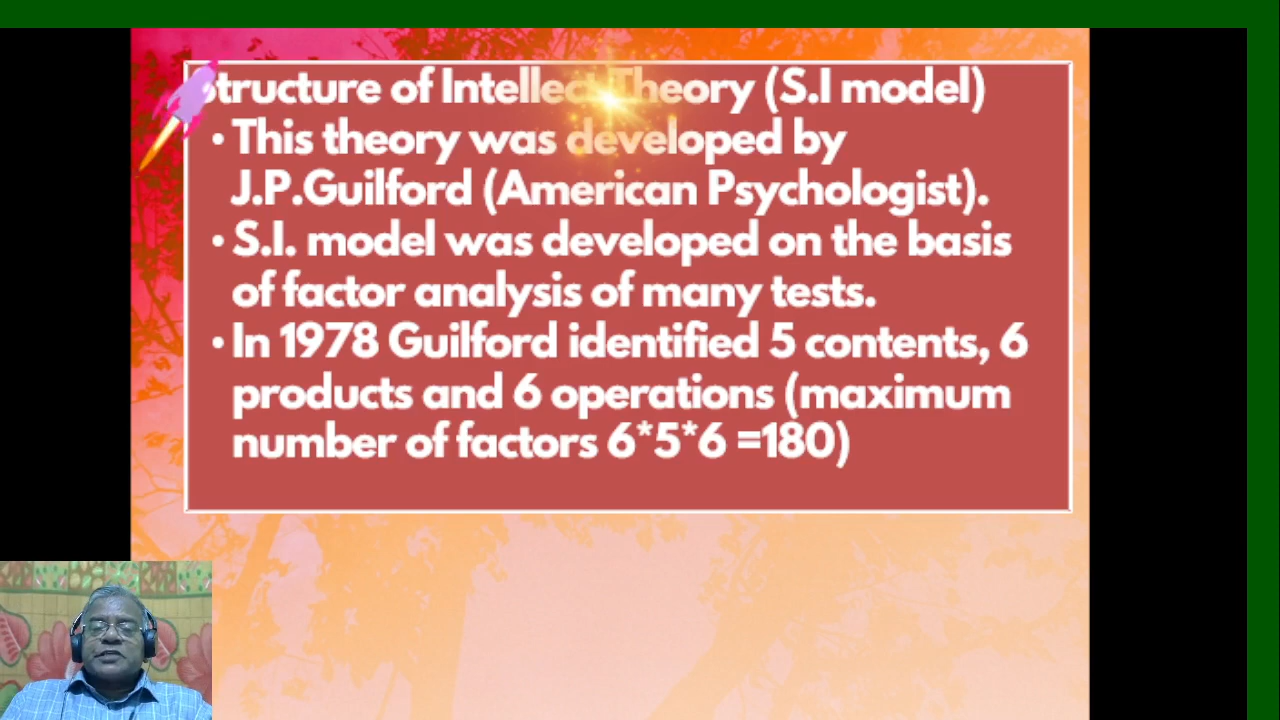 Structure of Intellect Theory (S.I model)
• This theory was developed by
J.P.Guilford (American Psychologist).
• S.I. model was developed on the basis
of factor analysis of many tests.
• In 1978 Guilford identified 5 contents, 6
products and 6 operations (maximum
number of factors 6*5*6 =180)